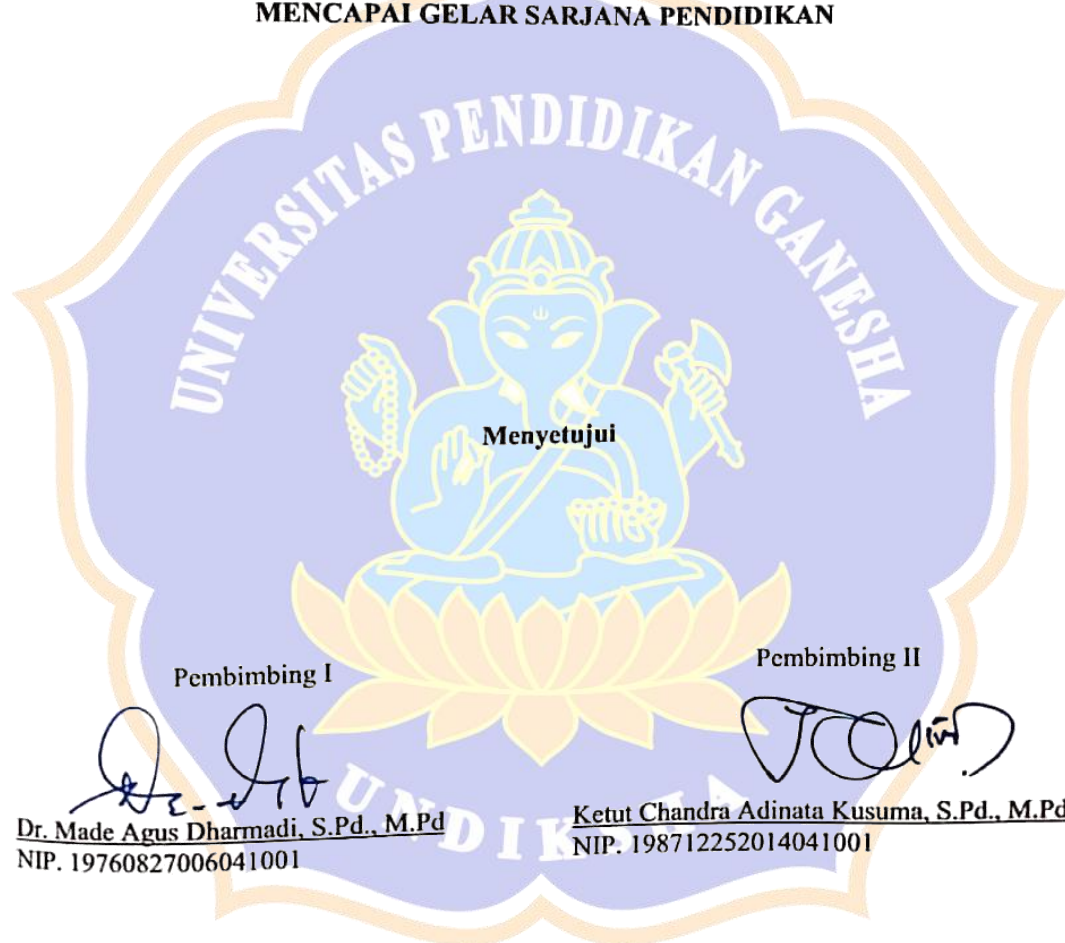 MENCAPAI GELAR SARJANA PENDIDIKAN
UNIVERSITAS PENDIDIKAN GANESHA
Menyetujui
Pembimbing I
Pembimbing II
Dr. Made Agus Dharmadi, S.Pd., M.Pd
NIP. 19760827006041001
Ketut Chandra Adinata Kusuma, S.Pd., M.Pd
NIP. 198712252014041001
UNDIKSHA